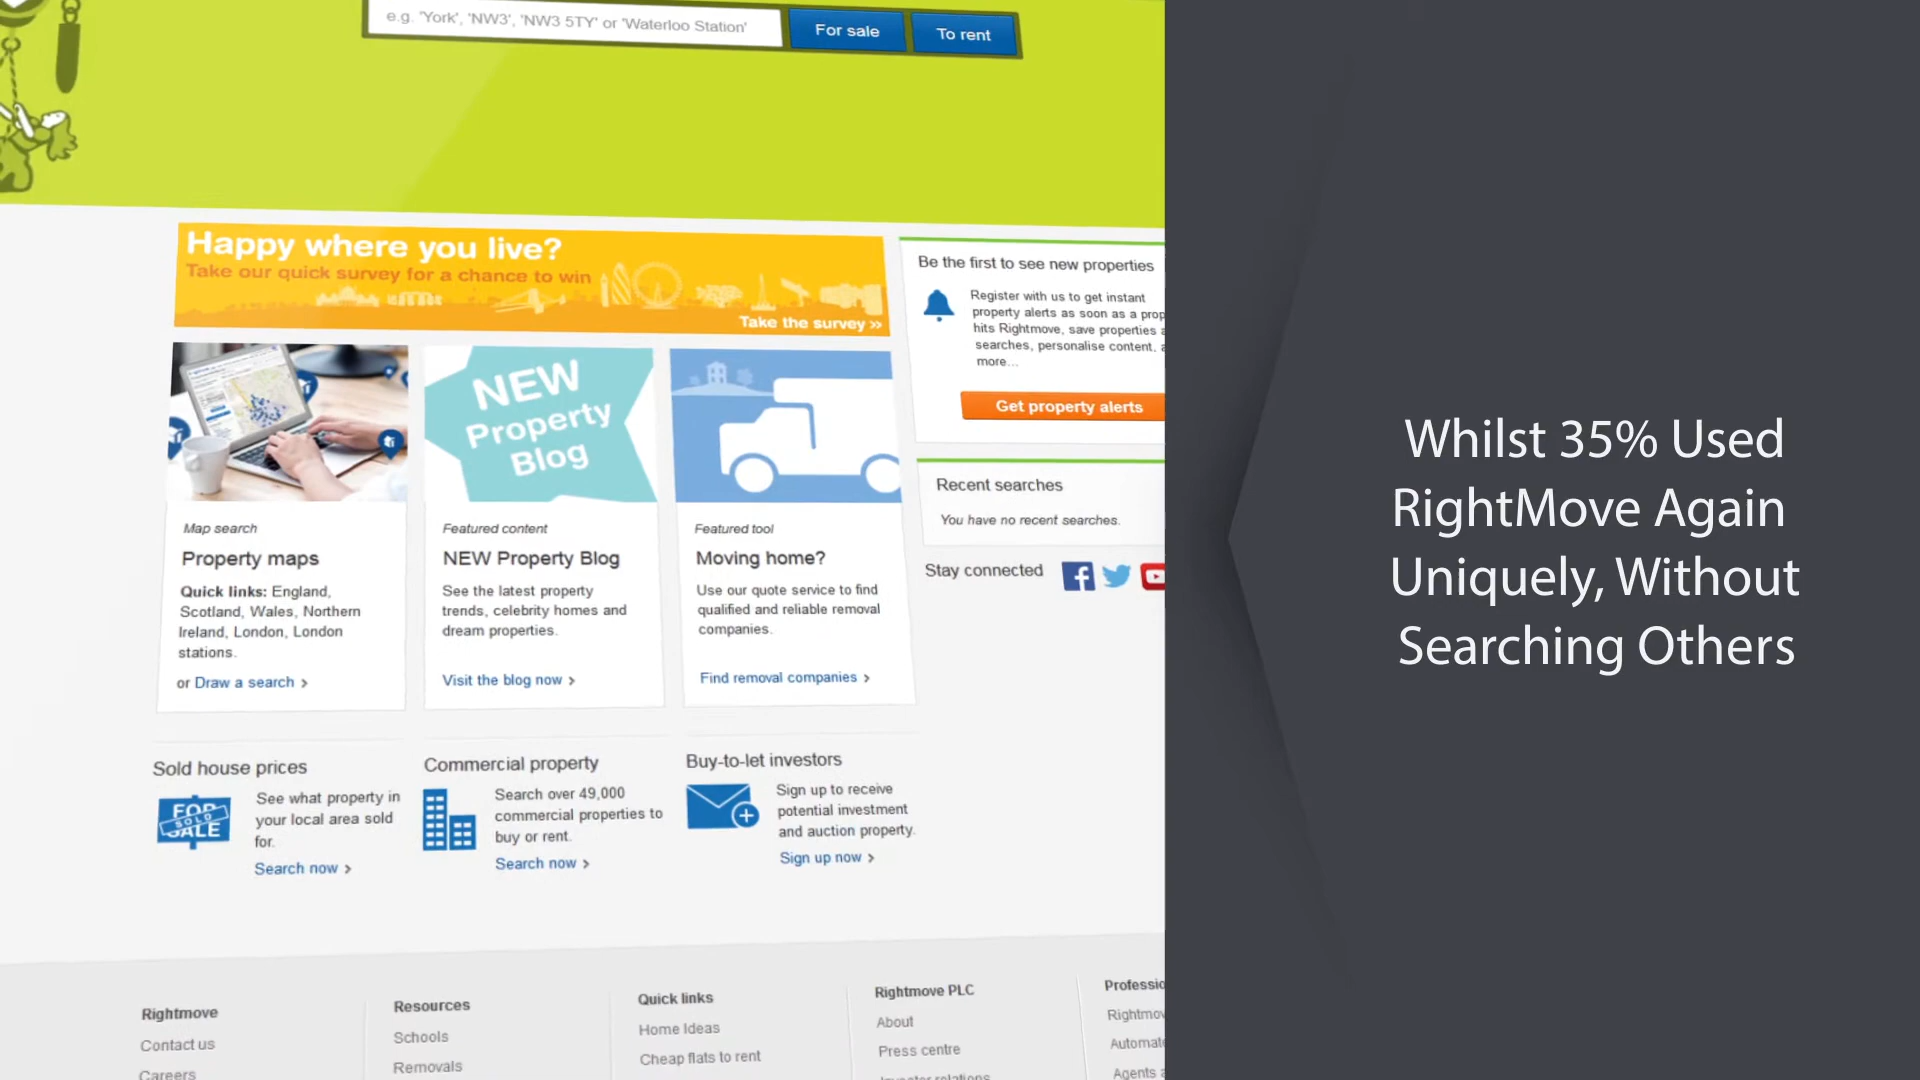 e.g. 'York', 'NW3', 'NW3 5TY' or 'Waterloo Station'
For sale
To rent
Happy where you live?
Take our quick survey for a chance to win
Take the survey »
Be the first to see new properties
Register with us to get instant
property alerts as soon as a prop
hits Rightmove, save properties a
searches, personalise content, a
more...
Get property alerts
Recent searches
You have no recent searches.
Stay connected
NEW
Property
Blog
Map search
Property maps
Quick links: England,
Scotland, Wales, Northern
Ireland, London, London
stations.
or Draw a search >
Featured content
NEW Property Blog
See the latest property
trends, celebrity homes and
dream properties.
Visit the blog now >
Featured tool
Moving home?
Use our quote service to find
qualified and reliable removal
companies.
Find removal companies >
Sold house prices
FOR
SOLD
SALE
See what property in
your local area sold
for.
Search now >
Commercial property
Search over 49,000
commercial properties to
buy or rent.
Search now >
Buy-to-let investors
Sign up to receive
potential investment
and auction property.
Sign up now >
Rightmove
Contact us
Careers
Resources
Schools
Removals
Quick links
Home Ideas
Cheap flats to rent
Rightmove PLC
About
Press centre
Investor relations
Professio
Rightmov
Automate
Agents a
Whilst 35% Used
RightMove Again
Uniquely, Without
Searching Others